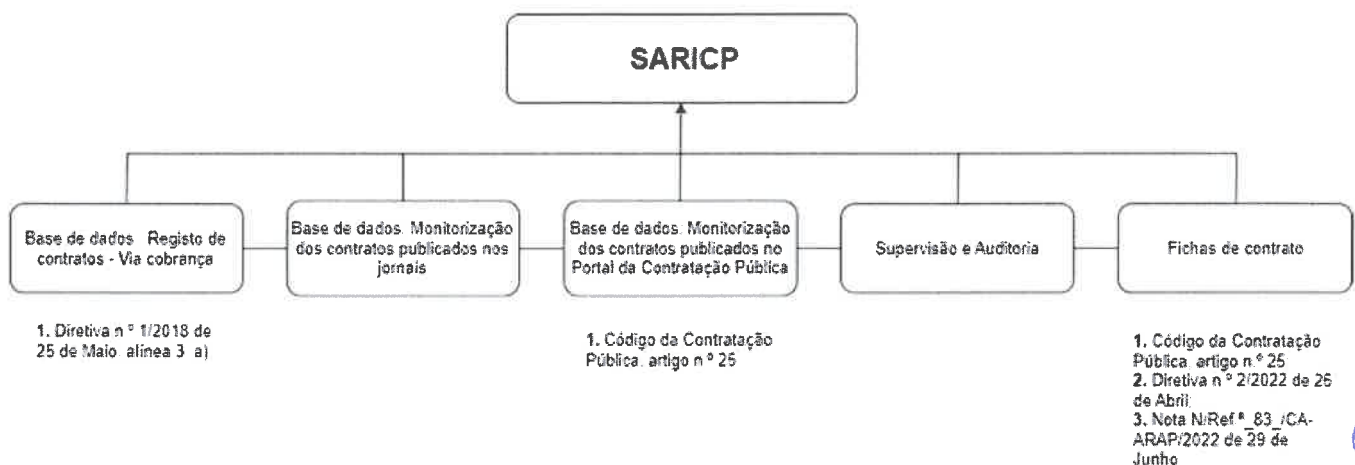 SARICP
Base de dados. Registo de
contratos - Via cobrança
Base de dados. Monitorização
dos contratos publicados nos
jornais
Base de dados. Monitorização
dos contratos publicados no
Portal da Contratação Pública
Supervisão e Auditoria
Fichas de contrato
1. Diretiva n º 1/2018 de
25 de Maio. alínea 3. a)
1. Código da Contratação
Pública. artigo n º 25
1. Código da Contratação
Pública. artigo n.º 25
2. Diretiva n º 2/2022 de 26
de Abril;
3. Nota N/Ref ª_83_/CA-
ARAP/2022 de 29 de
Junho